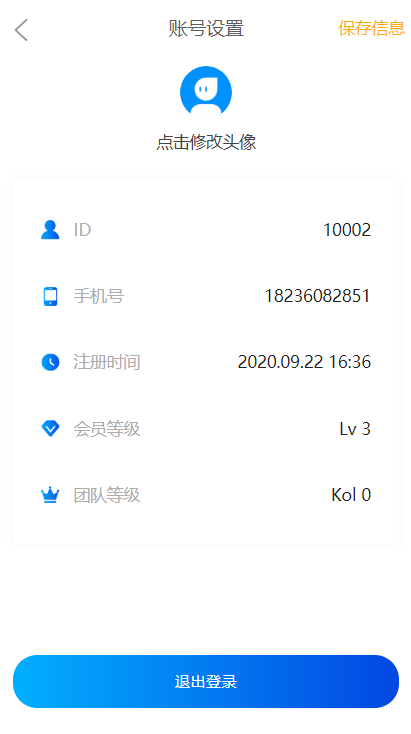 账号设置 保存信息
点击修改头像
ID 10002
手机号 18236082851
注册时间 2020.09.22 16:36
会员等级 Lv 3
团队等级 Kol 0
退出登录